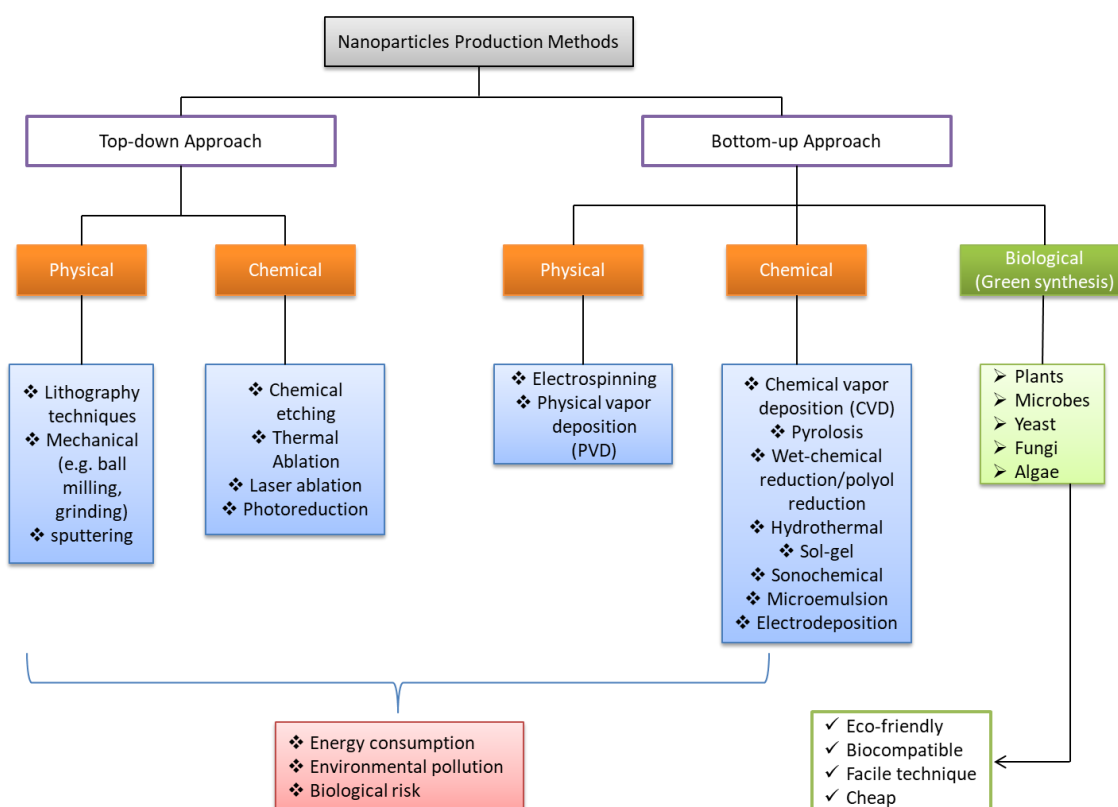 Nanoparticles Production Methods
Top-down Approach
Bottom-up Approach
Physical
Chemical
Physical
Chemical
Biological
(Green synthesis)
❖ Lithography
techniques
❖ Mechanical
(e.g. ball
milling,
grinding)
❖ sputtering
❖ Chemical
etching
❖ Thermal
Ablation
❖ Laser ablation
❖ Photoreduction
❖ Electrospinning
❖ Physical vapor
deposition
(PVD)
❖ Chemical vapor
deposition (CVD)
❖ Pyrolosis
❖ Wet-chemical
reduction/polyol
reduction
❖ Hydrothermal
❖ Sol-gel
❖ Sonochemical
❖ Microemulsion
❖ Electrodeposition
➢ Plants
➢ Microbes
➢ Yeast
➢ Fungi
➢ Algae
❖ Energy consumption
❖ Environmental pollution
❖ Biological risk
✓ Eco-friendly
✓ Biocompatible
✓ Facile technique
✓ Cheap